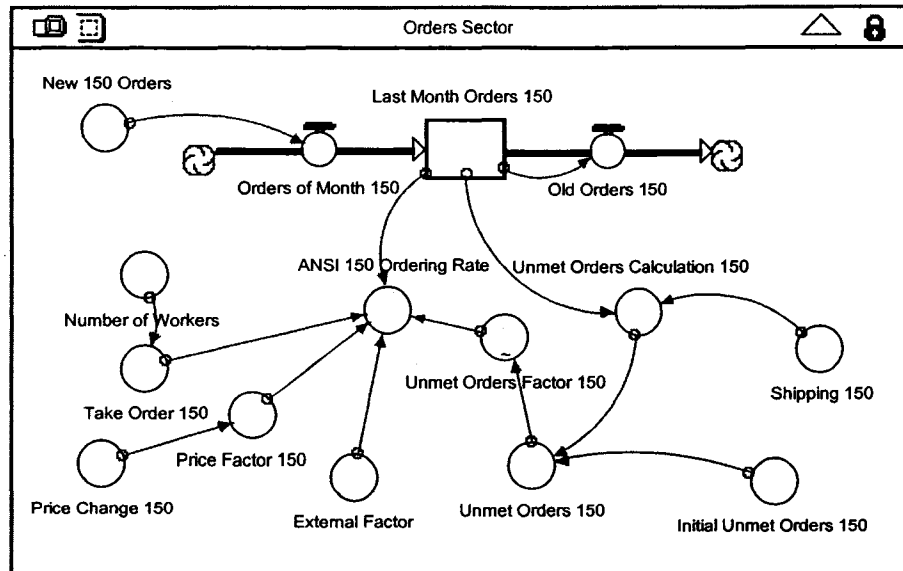 Orders Sector
New 150 Orders
Last Month Orders 150
Orders of Month 150
Old Orders 150
ANSI 150 Ordering Rate
Unmet Orders Calculation 150
Number of Workers
Unmet Orders Factor 150
Shipping 150
Take Order 150
Price Factor 150
Price Change 150
External Factor
Unmet Orders 150
Initial Unmet Orders 150
~